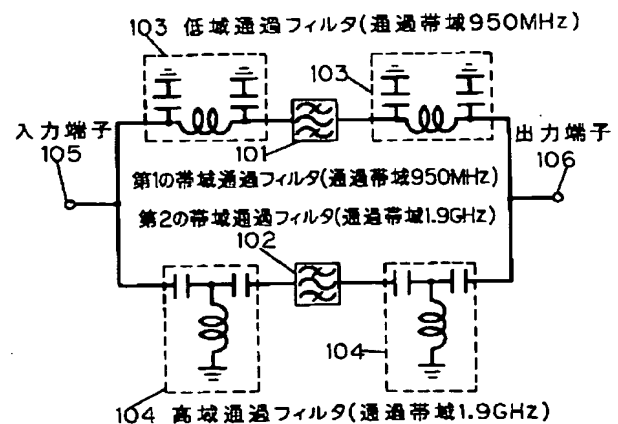 103 低域通過フィルタ(通過帯域950MHz)
103
入力端子
105
101
出力端子
106
第1の帯域通過フィルタ(通過帯域950MHz)
第2の帯域通過フィルタ(通過帯域1.9GHz)
102
104
104 高域通過フィルタ(通過帯域1.9GHz)